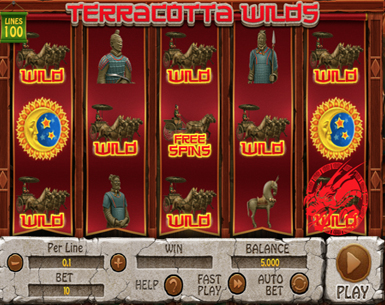 TERRACOTTA WILDS
LINES
100
WILD
WILD
WILD
WILD
FREE
SPINS
WILD
WILD
WILD
WILD
Per Line
WIN
BALANCE
0.1
5,000
BET
HELP
?
FAST
PLAY
AUTO
BET
10
PLAY